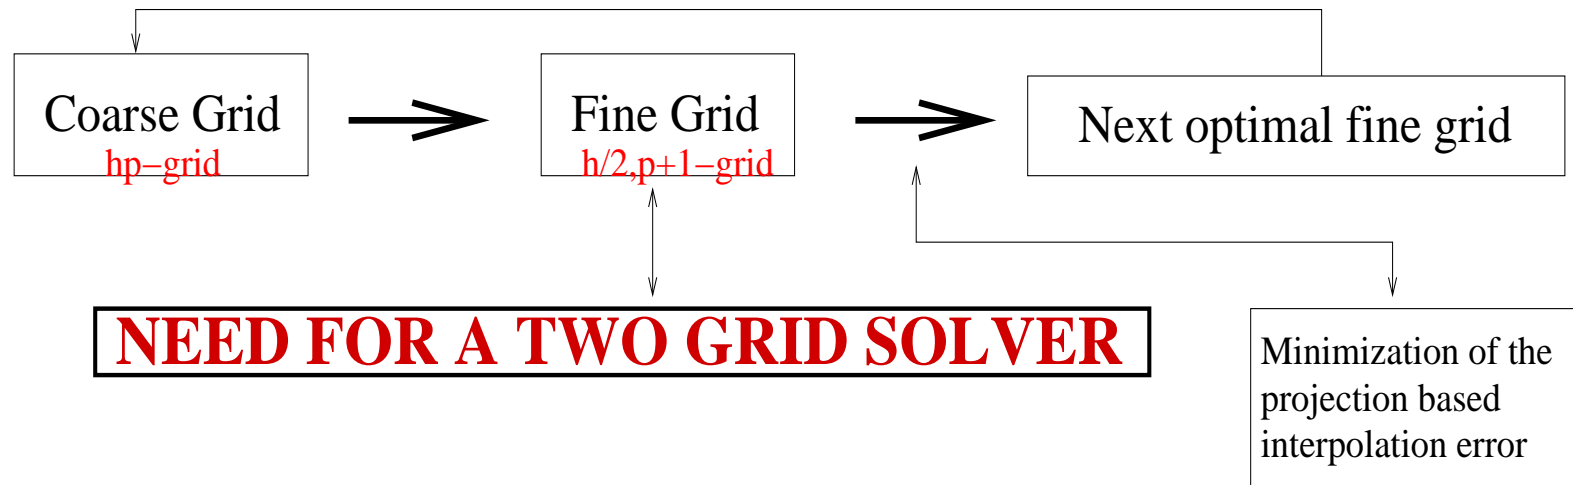 Coarse Grid
hp−grid
Fine Grid
h/2,p+1−grid
Next optimal fine grid
NEED FOR A TWO GRID SOLVER
Minimization of the
projection based
interpolation error